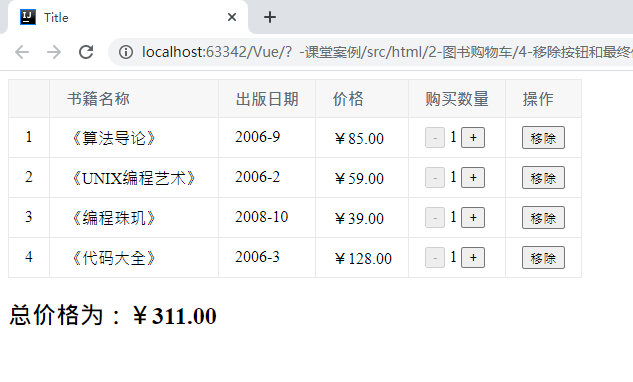 Title
localhost:63342/Vue/? -课堂案例/src/html/2-图书购物车/4-移除按钮和最终
书籍名称 出版日期 价格 购买数量 操作
1 《算法导论》 2006-9 ￥85.00 - 1 + 移除
2 《UNIX编程艺术》 2006-2 ￥59.00 - 1 + 移除
3 《编程珠玑》 2008-10 ￥39.00 - 1 + 移除
4 《代码大全》 2006-3 ￥128.00 - 1 + 移除
总价格为：￥311.00